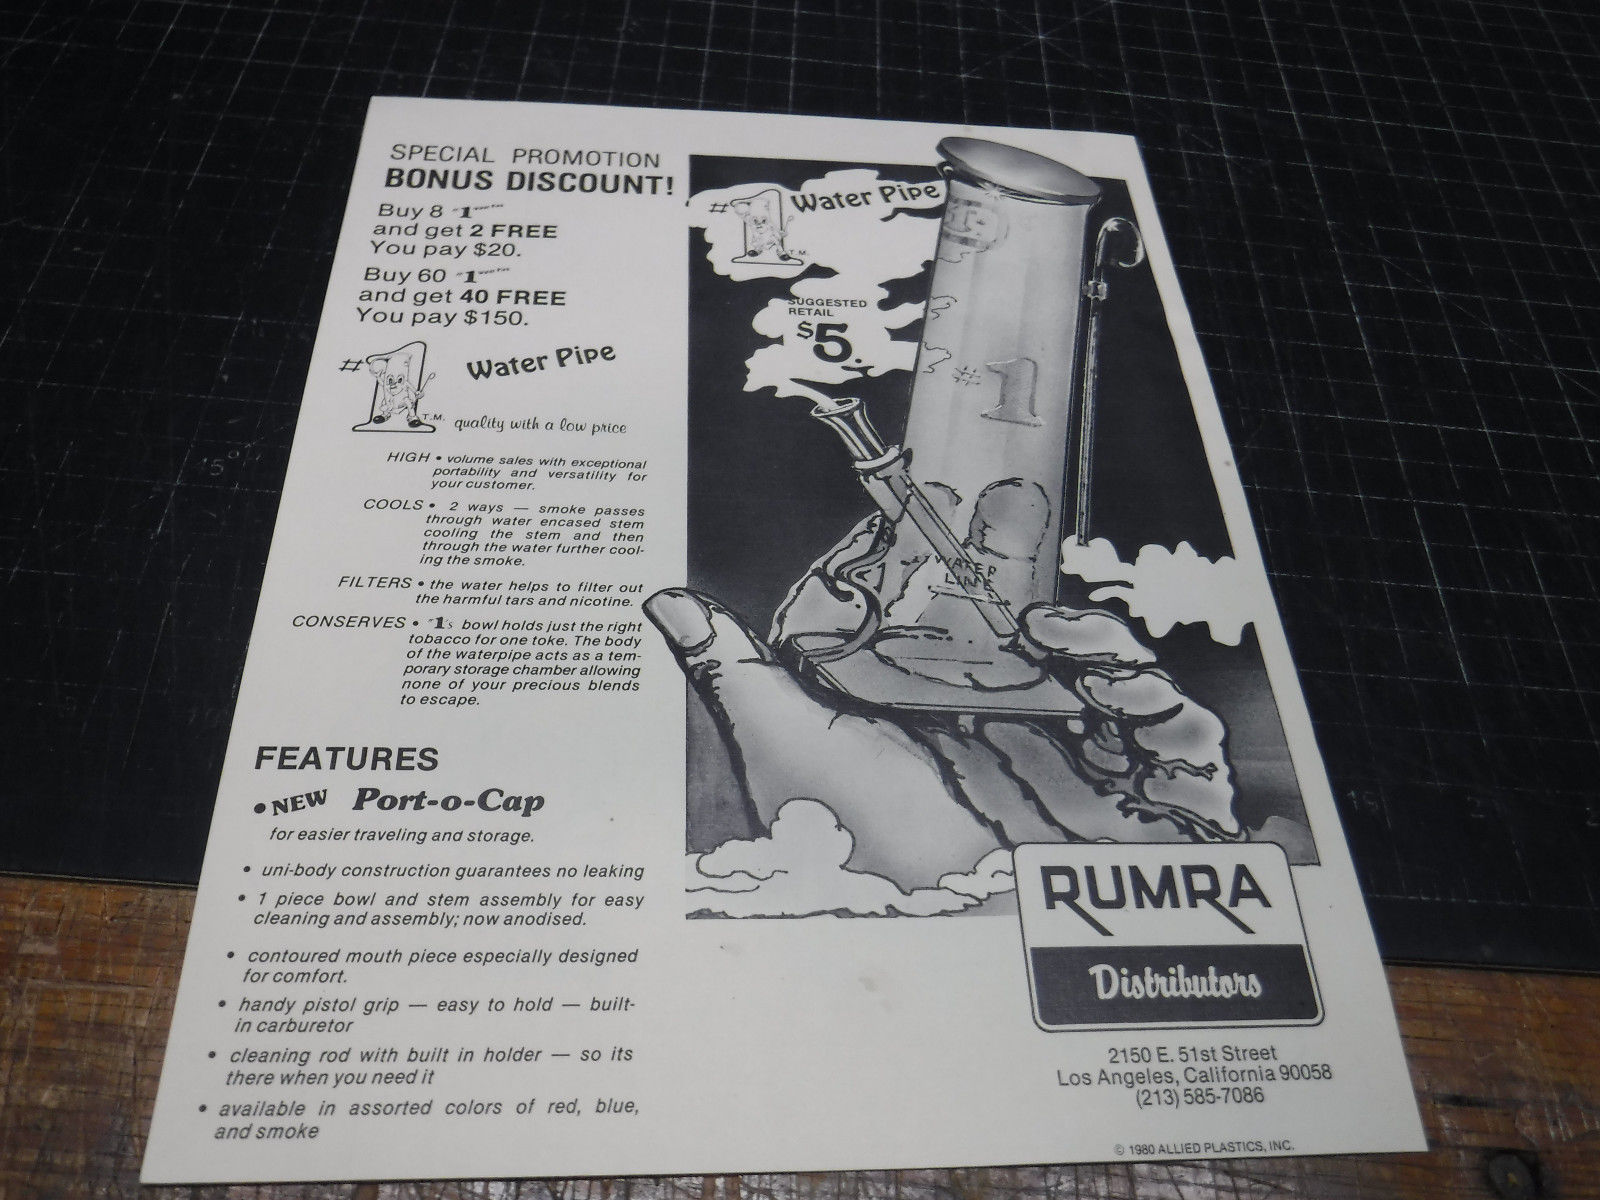 SPECIAL PROMOTION
BONUS DISCOUNT!
Buy 8 #1 Water Pipe
and get 2 FREE
You pay $20.
Buy 60 #1 Water Pipe
and get 40 FREE
You pay $150.
#1 Water Pipe
T.M. quality with a low price
HIGH • volume sales with exceptional
portability and versatility for
your customer.
COOLS • 2 ways — smoke passes
through water encased stem
cooling the stem and then
through the water further cool-
ing the smoke.
FILTERS • the water helps to filter out
the harmful tars and nicotine.
CONSERVES • #1's bowl holds just the right
tobacco for one toke. The body
of the waterpipe acts as a tem-
porary storage chamber allowing
none of your precious blends
to escape.
FEATURES
• NEW Port-o-Cap
for easier traveling and storage.
• uni-body construction guarantees no leaking
• 1 piece bowl and stem assembly for easy
cleaning and assembly; now anodised.
• contoured mouth piece especially designed
for comfort.
• handy pistol grip — easy to hold — built-
in carburetor
• cleaning rod with built in holder — so its
there when you need it
• available in assorted colors of red, blue,
and smoke
#1 Water Pipe
T.M.
SUGGESTED
RETAIL
$5.
#1
WATER
LINE
RUMRA
Distributors
2150 E. 51st Street
Los Angeles, California 90058
(213) 585-7086
© 1980 ALLIED PLASTICS, INC.
15°